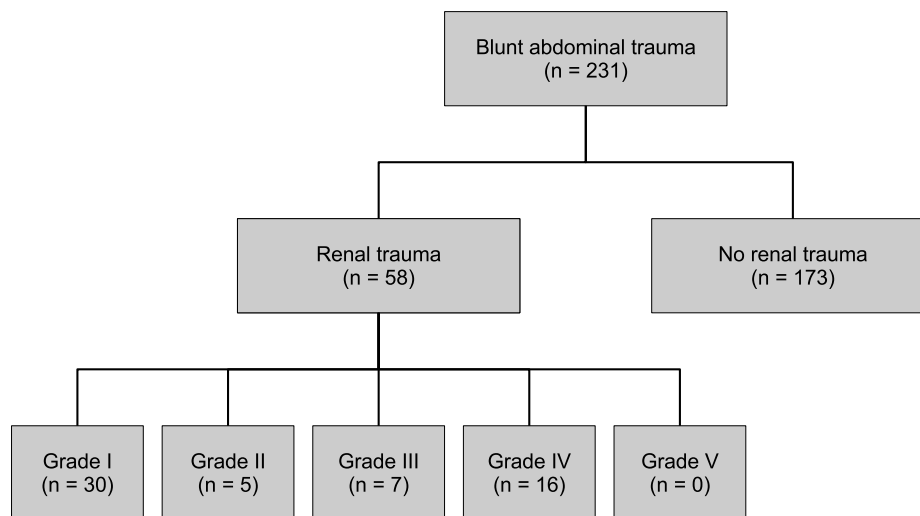 Blunt abdominal trauma
(n = 231)
Renal trauma
(n = 58)
No renal trauma
(n = 173)
Grade I
(n = 30)
Grade II
(n = 5)
Grade III
(n = 7)
Grade IV
(n = 16)
Grade V
(n = 0)